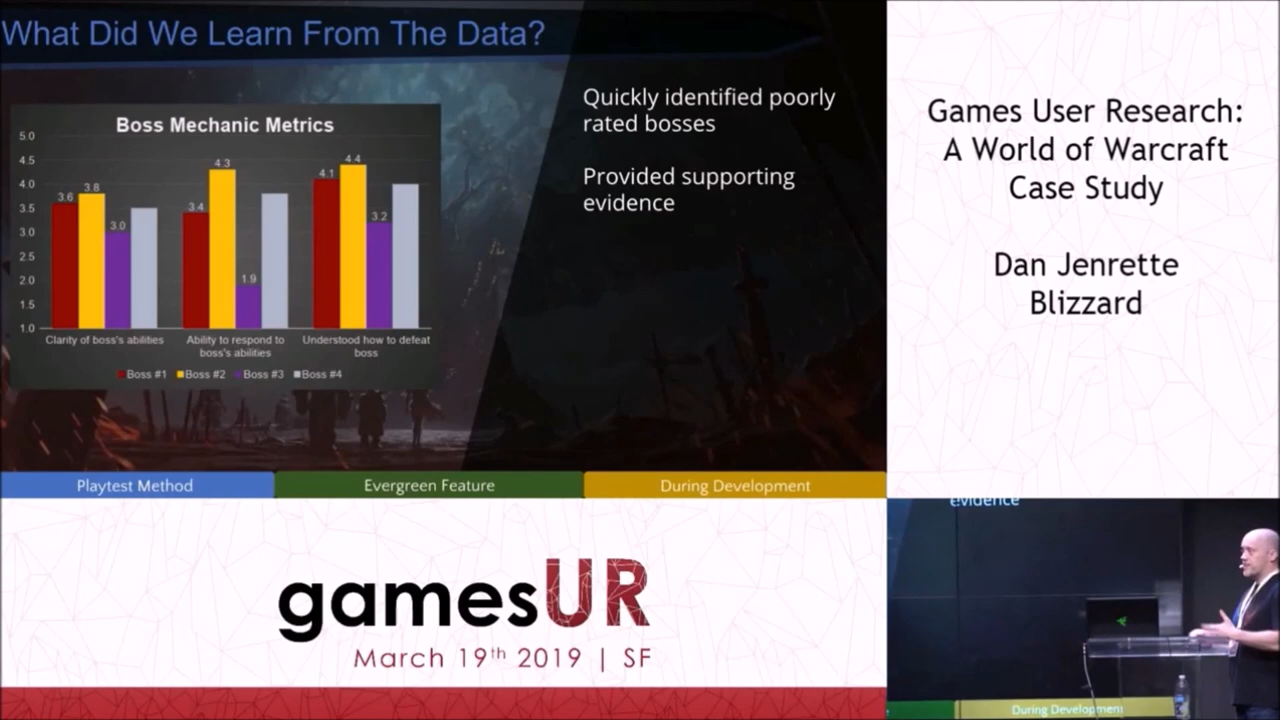 What Did We Learn From The Data?
Boss Mechanic Metrics
5.0
4.5
4.0
3.5
3.0
2.5
2.0
1.5
1.0
3.6
3.8
3.0
3.4
4.3
1.9
4.1
4.4
3.2
Clarity of boss's abilities
Ability to respond to
boss's abilities
Understood how to defeat
boss
Boss #1 Boss #2 Boss #3 Boss #4
Quickly identified poorly
rated bosses
Provided supporting
evidence
Playtest Method
Evergreen Feature
During Development
Games User Research:
A World of Warcraft
Case Study
Dan Jenrette
Blizzard
gamesUR
March 19th 2019 | SF
evidence
During Development